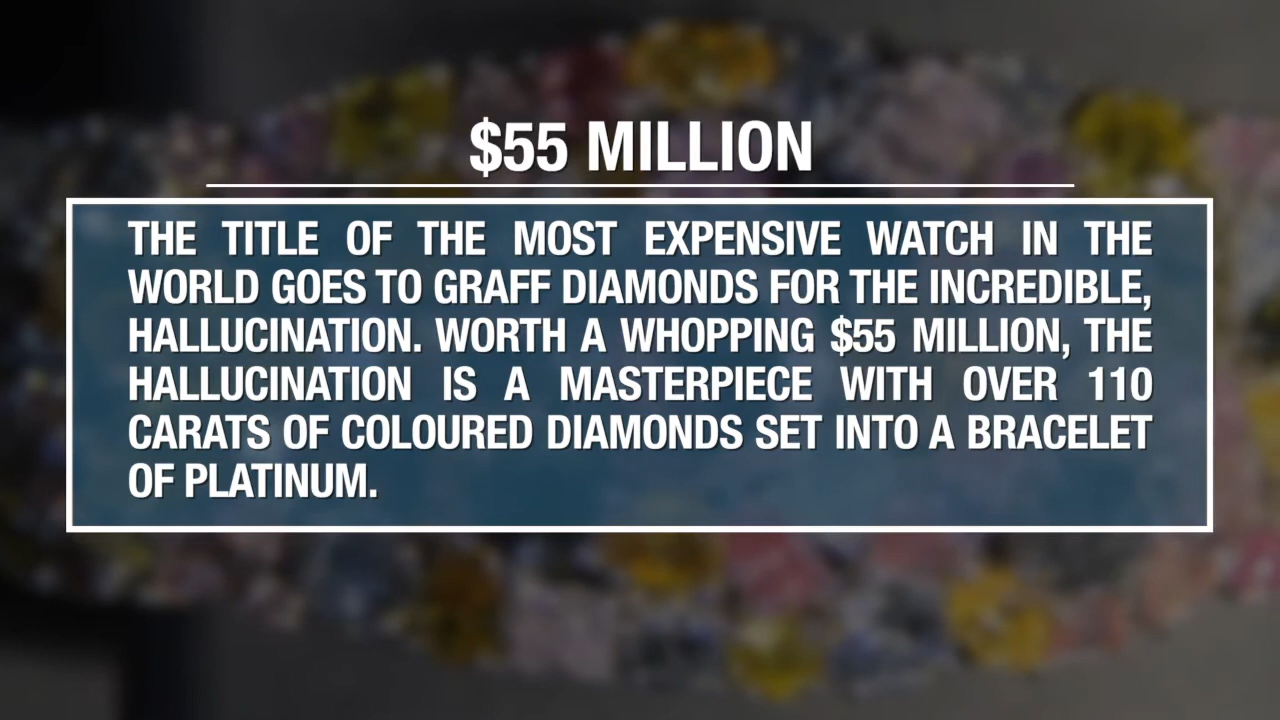 $55 MILLION
THE TITLE OF THE MOST EXPENSIVE WATCH IN THE
WORLD GOES TO GRAFF DIAMONDS FOR THE INCREDIBLE,
HALLUCINATION. WORTH A WHOPPING $55 MILLION, THE
HALLUCINATION IS A MASTERPIECE WITH OVER 110
CARATS OF COLOURED DIAMONDS SET INTO A BRACELET
OF PLATINUM.